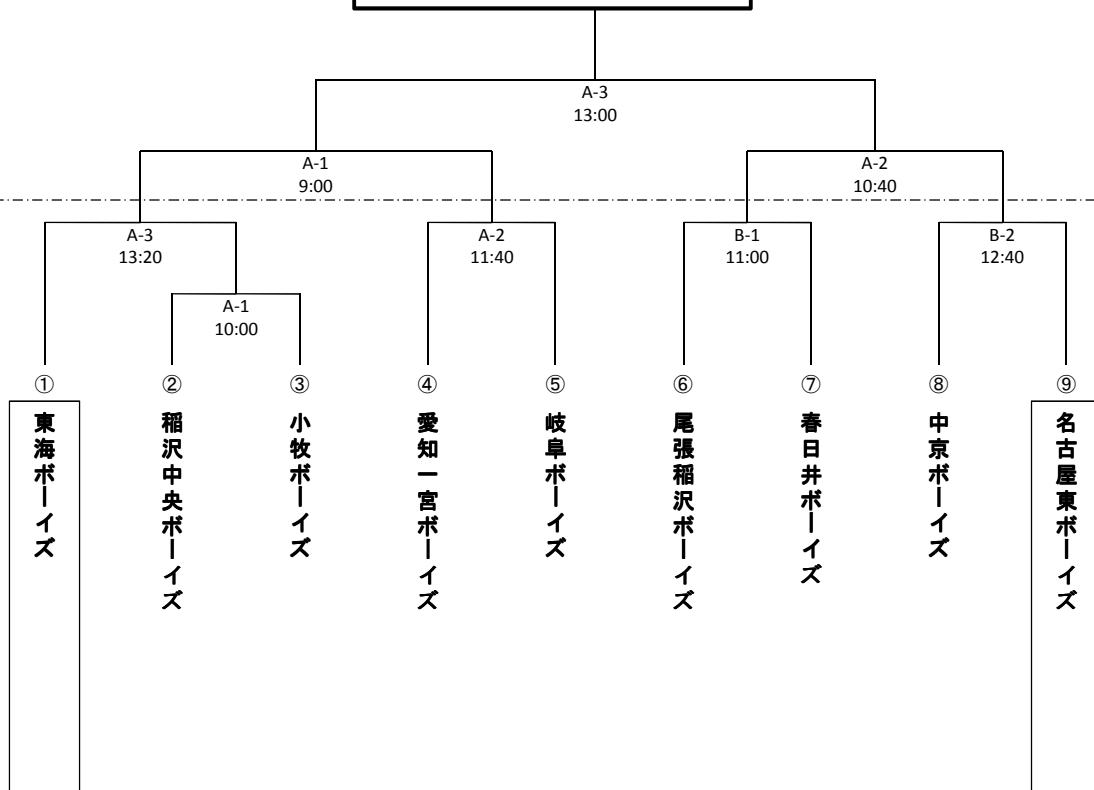 A-3
13:00
A-1
9:00
A-2
10:40
A-3
13:20
A-2
11:40
B-1
11:00
B-2
12:40
A-1
10:00
①
②
③
④
⑤
⑥
⑦
⑧
⑨
東海ボーイズ
稲沢中央ボーイズ
小牧ボーイズ
愛知一宮ボーイズ
岐阜ボーイズ
尾張稲沢ボーイズ
春日井ボーイズ
中京ボーイズ
名古屋東ボーイズ